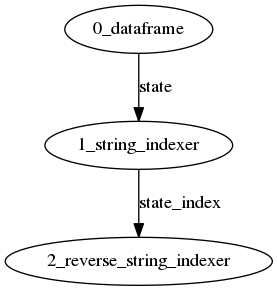 0_dataframe
state
1_string_indexer
state_index
2_reverse_string_indexer